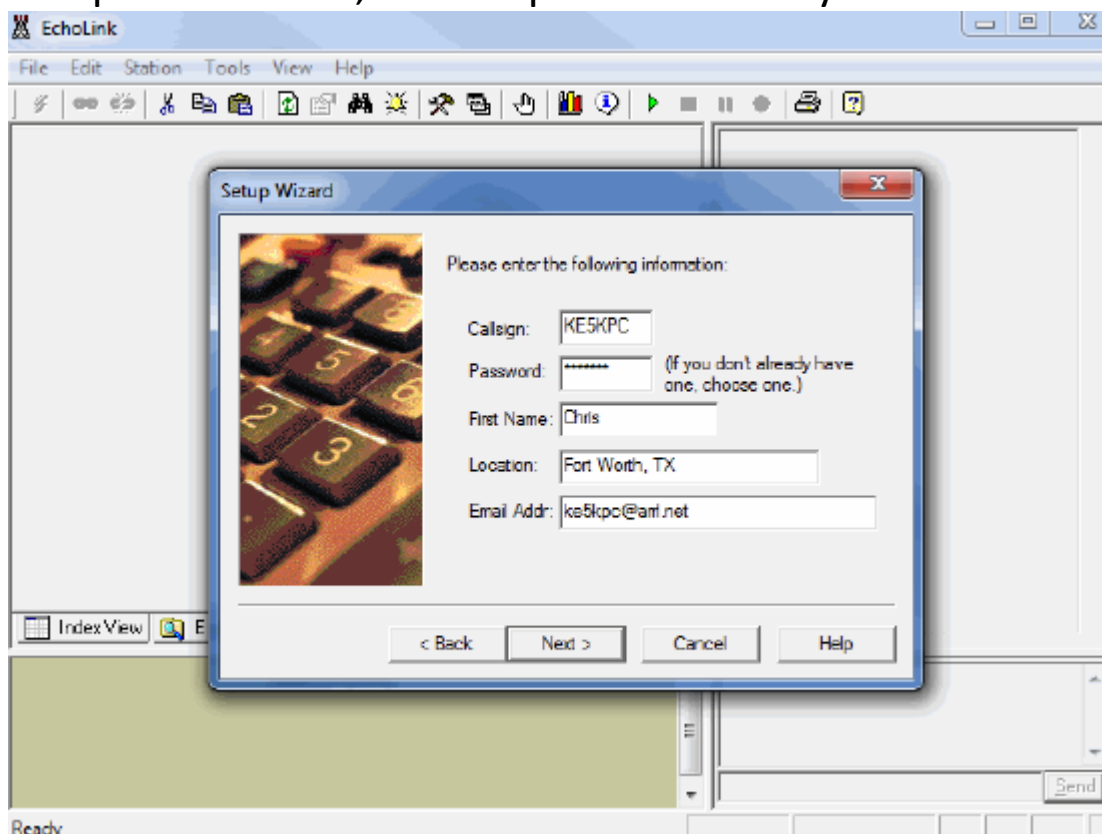 EchoLink
File Edit Station Tools View Help
Setup Wizard
Please enter the following information:
Callsign: KE5KPC
Password: ******* (If you don't already have
one, choose one.)
First Name: Chris
Location: Fort Worth, TX
Email Addr: ke5kpc@arrl.net
< Back Next > Cancel Help
Index View E
Send
Ready